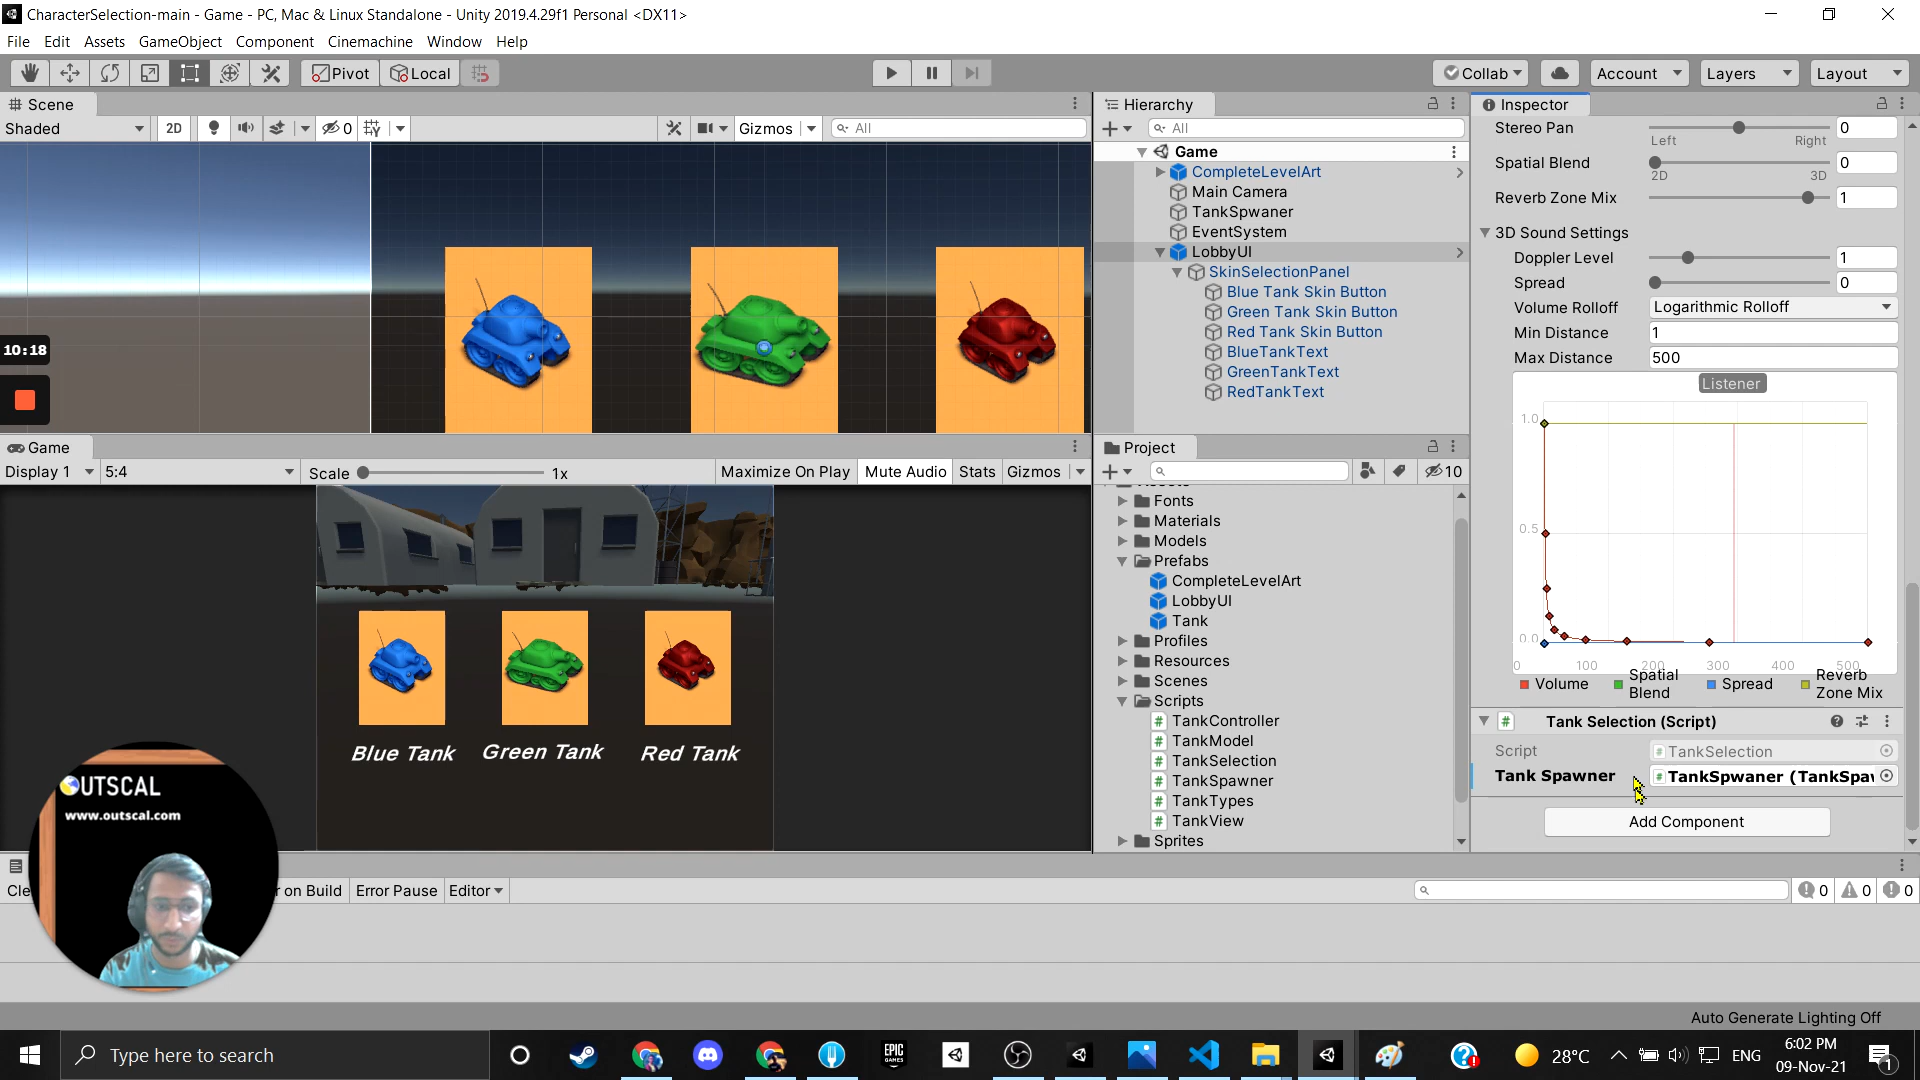 CharacterSelection-main - Game - PC, Mac & Linux Standalone - Unity 2019.4.29f1 Personal <DX11>
File Edit Assets GameObject Component Cinemachine Window Help
Pivot Local Collab Account Layers Layout
Scene
Shaded 2D 0 Gizmos All
10:18
Game
Display 1 5:4 Scale 1x Maximize On Play Mute Audio Stats Gizmos
Blue Tank Green Tank Red Tank
OUTSCAL
www.outscal.com
Hierarchy
All
Game
CompleteLevelArt
Main Camera
TankSpwaner
EventSystem
LobbyUI
SkinSelectionPanel
Blue Tank Skin Button
Green Tank Skin Button
Red Tank Skin Button
BlueTankText
GreenTankText
RedTankText
Project
10
Fonts
Materials
Models
Prefabs
CompleteLevelArt
LobbyUI
Tank
Profiles
Resources
Scenes
Scripts
TankController
TankModel
TankSelection
TankSpawner
TankTypes
TankView
Sprites
Inspector
Stereo Pan 0
Left Right
Spatial Blend 0
2D 3D
Reverb Zone Mix 1
3D Sound Settings
Doppler Level 1
Spread 0
Volume Rolloff Logarithmic Rolloff
Min Distance 1
Max Distance 500
Listener
1.0
0.5
0.0
0 100 200 300 400 500
Volume Spatial Blend Spread Reverb Zone Mix
Tank Selection (Script)
Script TankSelection
Tank Spawner TankSpwaner (TankSpav
Add Component
Cle r on Build Error Pause Editor 0 0 0
Auto Generate Lighting Off
Type here to search
EPIC GAMES
28°C ENG 6:02 PM
09-Nov-21
1